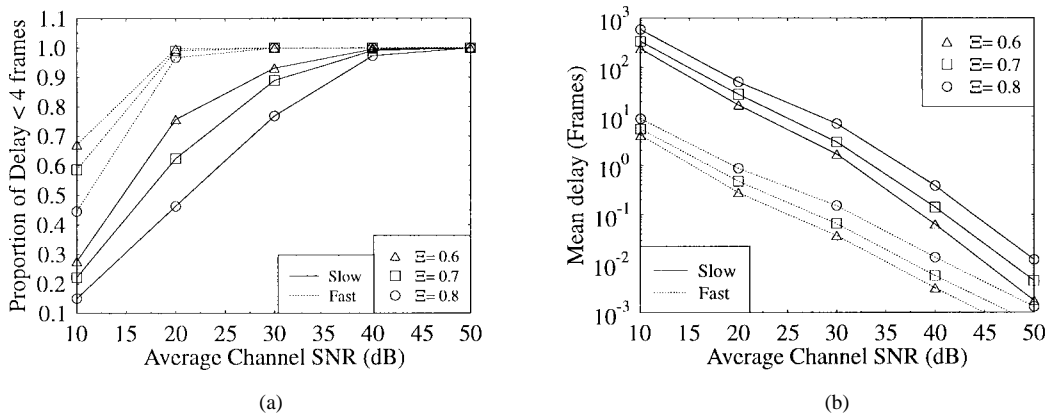 Proportion of Delay < 4 frames
1.1
1.0
0.9
0.8
0.7
0.6
0.5
0.4
0.3
0.2
0.1
10 15 20 25 30 35 40 45 50
Average Channel SNR (dB)
Slow
Fast
Ξ= 0.6
Ξ= 0.7
Ξ= 0.8
(a)
Mean delay (Frames)
10³
10²
10¹
10⁰
10⁻¹
10⁻²
10⁻³
10 15 20 25 30 35 40 45 50
Average Channel SNR (dB)
Ξ= 0.6
Ξ= 0.7
Ξ= 0.8
Slow
Fast
(b)